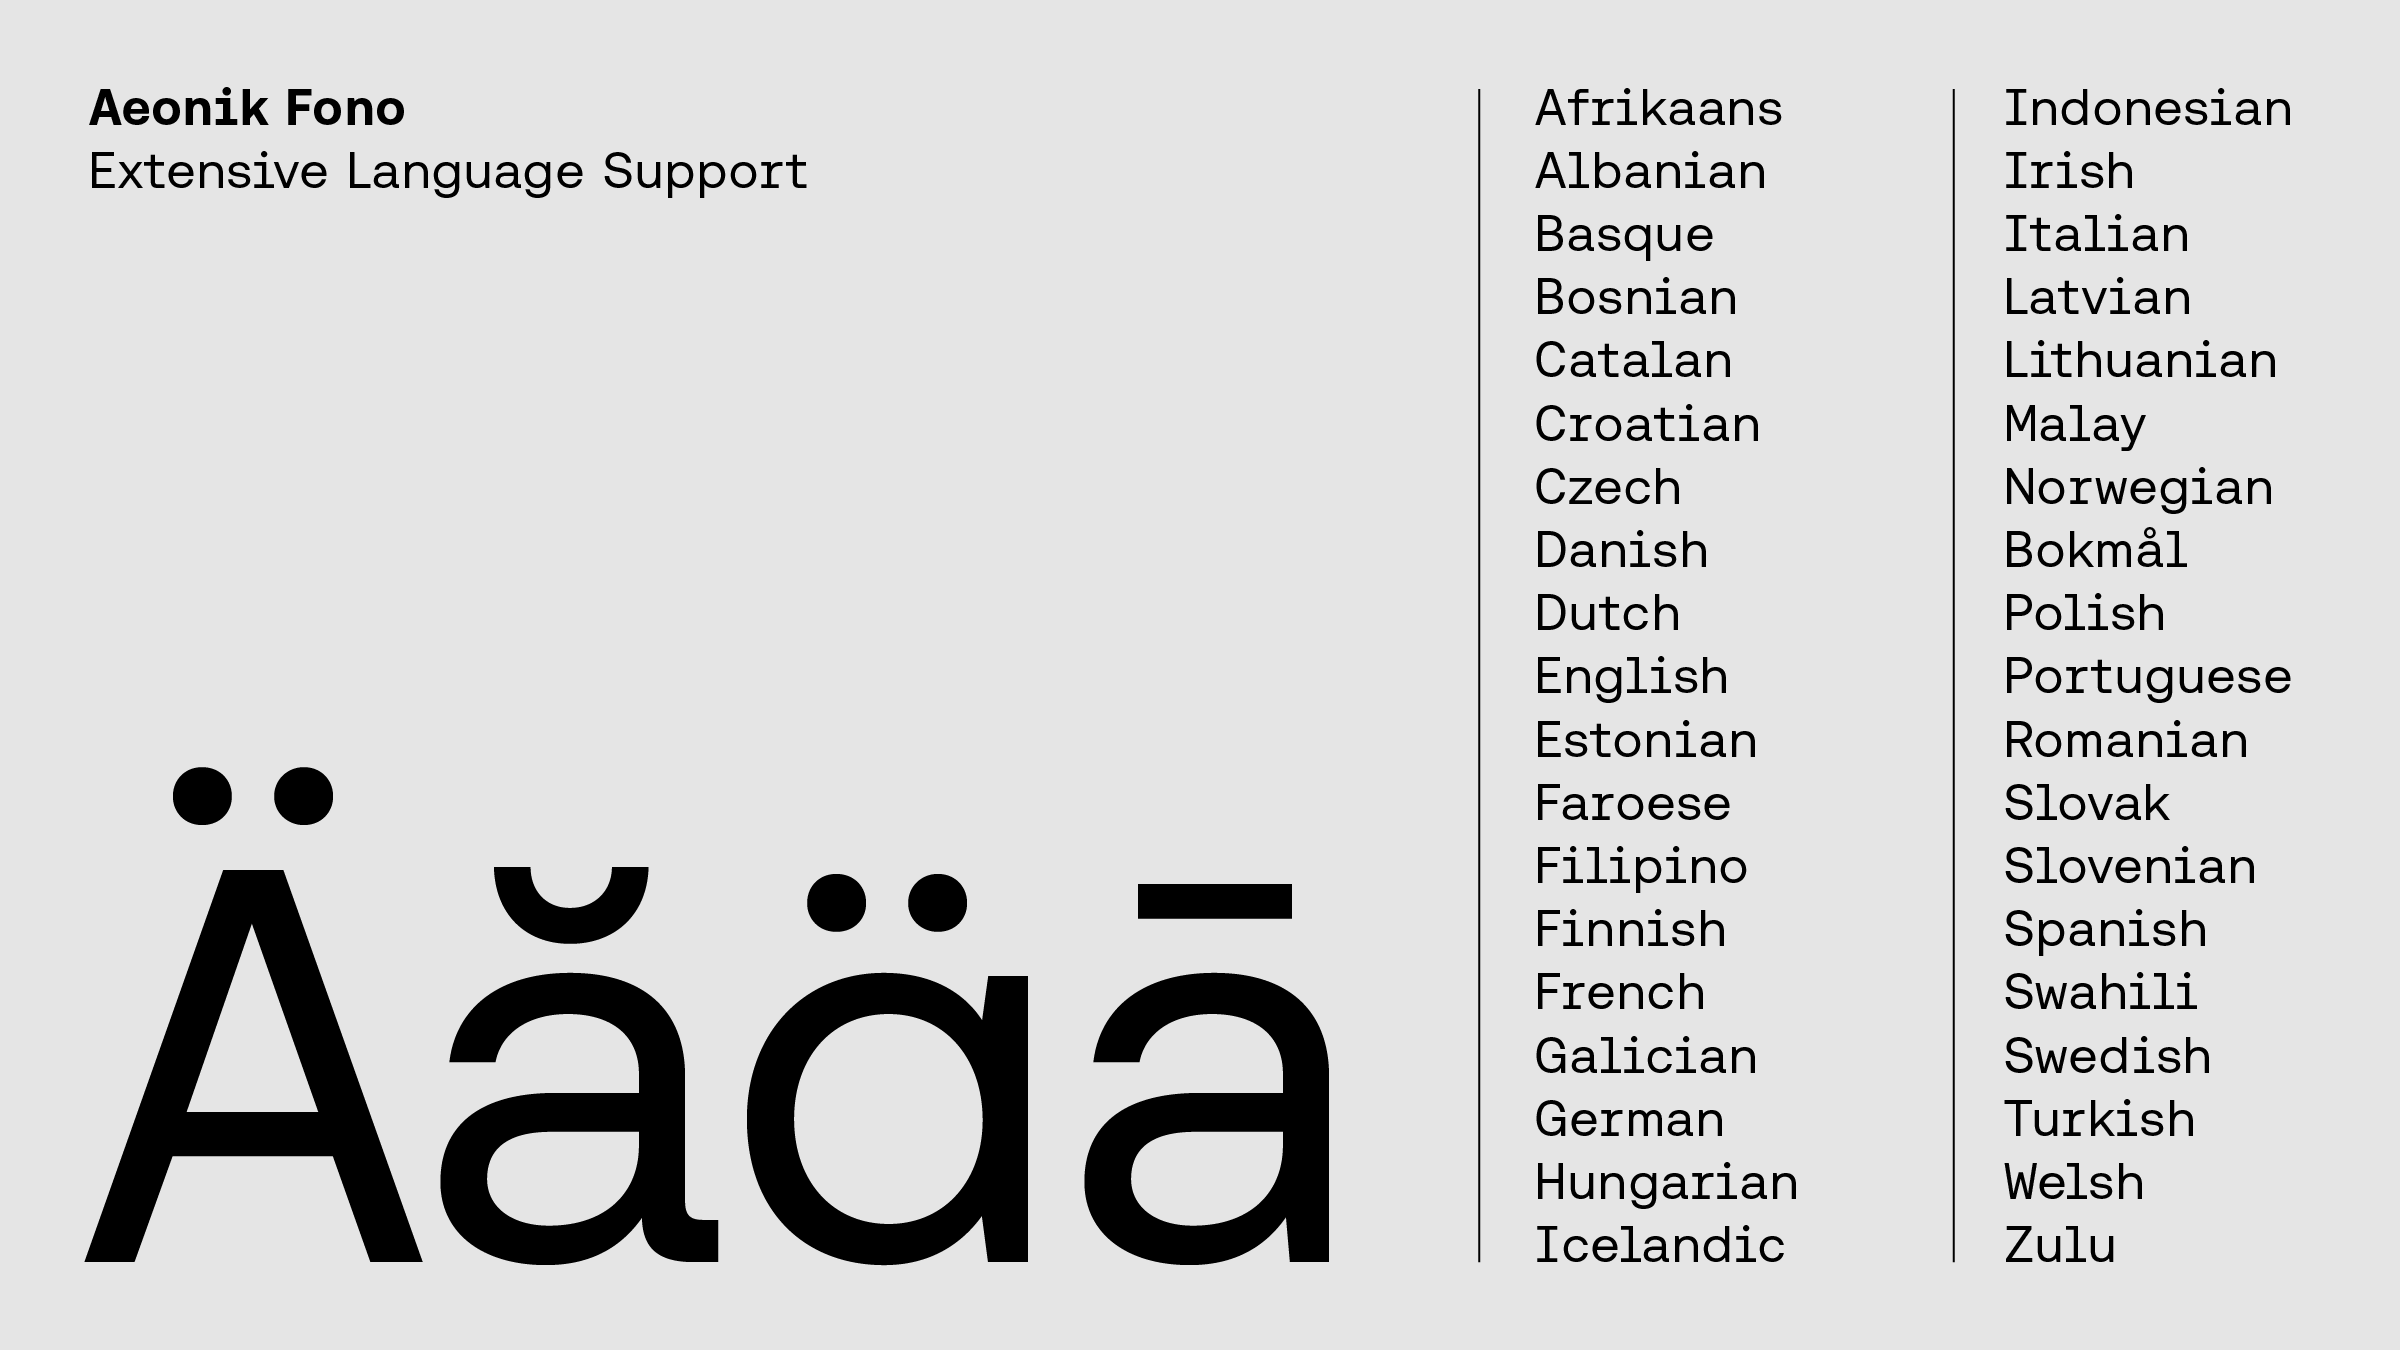 Aeonik Fono
Extensive Language Support
Äăäā
Afrikaans
Albanian
Basque
Bosnian
Catalan
Croatian
Czech
Danish
Dutch
English
Estonian
Faroese
Filipino
Finnish
French
Galician
German
Hungarian
Icelandic
Indonesian
Irish
Italian
Latvian
Lithuanian
Malay
Norwegian
Bokmål
Polish
Portuguese
Romanian
Slovak
Slovenian
Spanish
Swahili
Swedish
Turkish
Welsh
Zulu